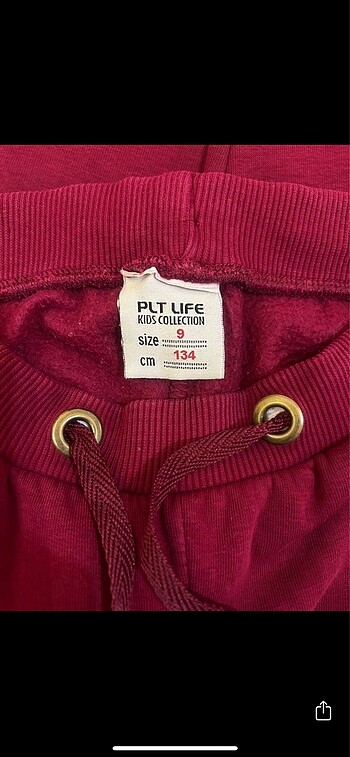 PLT LIFE
KIDS COLLECTION
size 9
cm 134